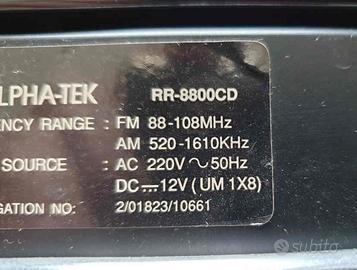 LPHA-TEK RR-8800CD
ENCY RANGE : FM 88-108MHz
AM 520-1610KHz
SOURCE : AC 220V ~ 50Hz
DC ⎓ 12V ( UM 1X8 )
GATION NO: 2/01823/10661
subito